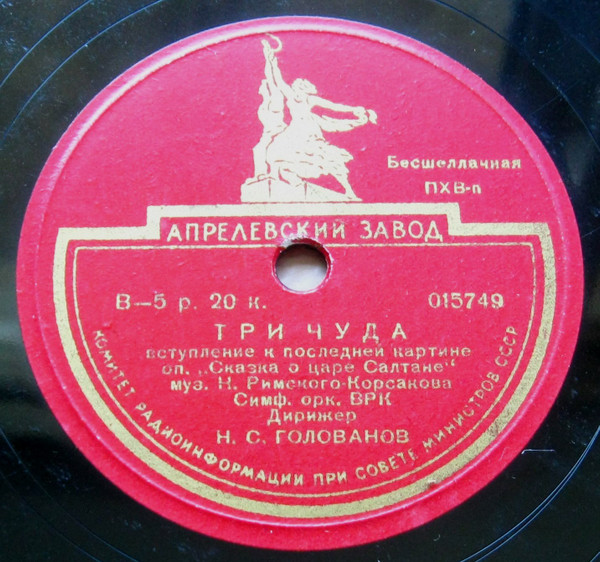 Бесшеллачная
ПХВ-п
АПРЕЛЕВСКИЙ ЗАВОД
В—5 р. 20 к.
015749
ТРИ ЧУДА
вступление к последней картине
оп. „Сказка о царе Салтане"
муз. Н. Римского-Корсакова
Симф. орк. ВРК
Дирижер
Н. С. ГОЛОВАНОВ
КОМИТЕТ РАДИОИНФОРМАЦИИ ПРИ СОВЕТЕ МИНИСТРОВ СССР